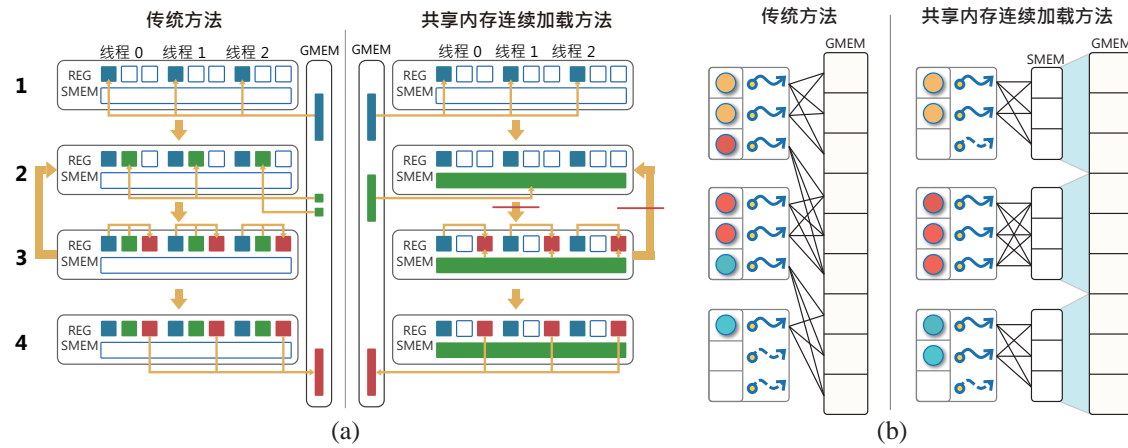 传统方法
共享内存连续加载方法
线程 0 线程 1 线程 2 GMEM
GMEM 线程 0 线程 1 线程 2
1 REG SMEM
REG SMEM
2 REG SMEM
REG SMEM
3 REG SMEM
REG SMEM
4 REG SMEM
REG SMEM
(a)
传统方法
共享内存连续加载方法
GMEM
SMEM
GMEM
(b)